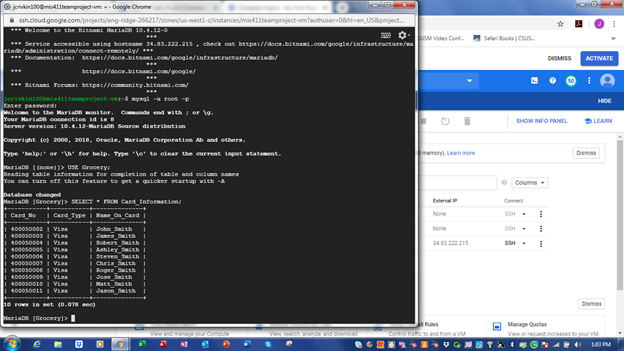 jcrivkin100@mis411teamproject-vm: ~ - Google Chrome
ssh.cloud.google.com/projects/eng-ridge-266217/zones/us-west1-c/instances/mis411teamproject-vm?authuser=0&hl=en_US&project...
*** Welcome to the Bitnami MariaDB 10.4.12-0
***
*** Service accessible using hostname 34.83.222.215 , check out https://docs.bitnami.com/google/infrastructure/ma
riadb/administration/connect-remotely/ ***
*** Documentation: https://docs.bitnami.com/google/infrastructure/mariadb/
***
*** https://docs.bitnami.com/google/
***
*** Bitnami Forums: https://community.bitnami.com/
***
jcrivkin100@mis411teamproject-vm:~$ mysql -u root -p
Enter password:
Welcome to the MariaDB monitor. Commands end with ; or \g.
Your MariaDB connection id is 8
Server version: 10.4.12-MariaDB Source distribution
Copyright (c) 2000, 2018, Oracle, MariaDB Corporation Ab and others.
Type 'help;' or '\h' for help. Type '\c' to clear the current input statement.
MariaDB [(none)]> USE Grocery;
Reading table information for completion of table and column names
You can turn off this feature to get a quicker startup with -A
Database changed
MariaDB [Grocery]> SELECT * FROM Card_Information;
+-----------+-----------+--------------+
| Card_No | Card_Type | Name_On_Card |
+-----------+-----------+--------------+
| 400050002 | Visa | John_Smith |
| 400050003 | Visa | James_Smith |
| 400050004 | Visa | Robert_Smith |
| 400050005 | Visa | Ashley_Smith |
| 400050006 | Visa | Steven_Smith |
| 400050007 | Visa | Chris_Smith |
| 400050008 | Visa | Roger_Smith |
| 400050009 | Visa | Jose_Smith |
| 400050010 | Visa | Matt_Smith |
| 400050011 | Visa | Jason_Smith |
+-----------+-----------+--------------+
10 rows in set (0.078 sec)
MariaDB [Grocery]>
USM Video Conf...
Safari Books / CSUS...
DISMISS
ACTIVATE
50
HIDE
SHOW INFO PANEL
LEARN
memory). Learn more
Dismiss
Columns
External IP
Connect
None
SSH
None
SSH
34.83.222.215
SSH
Dismiss
View and manage your Compute
View, search, analyze, and download
Rules
Control traffic to and from a VM
Manage Quotas
View or request increases to your VM
1:63 PM